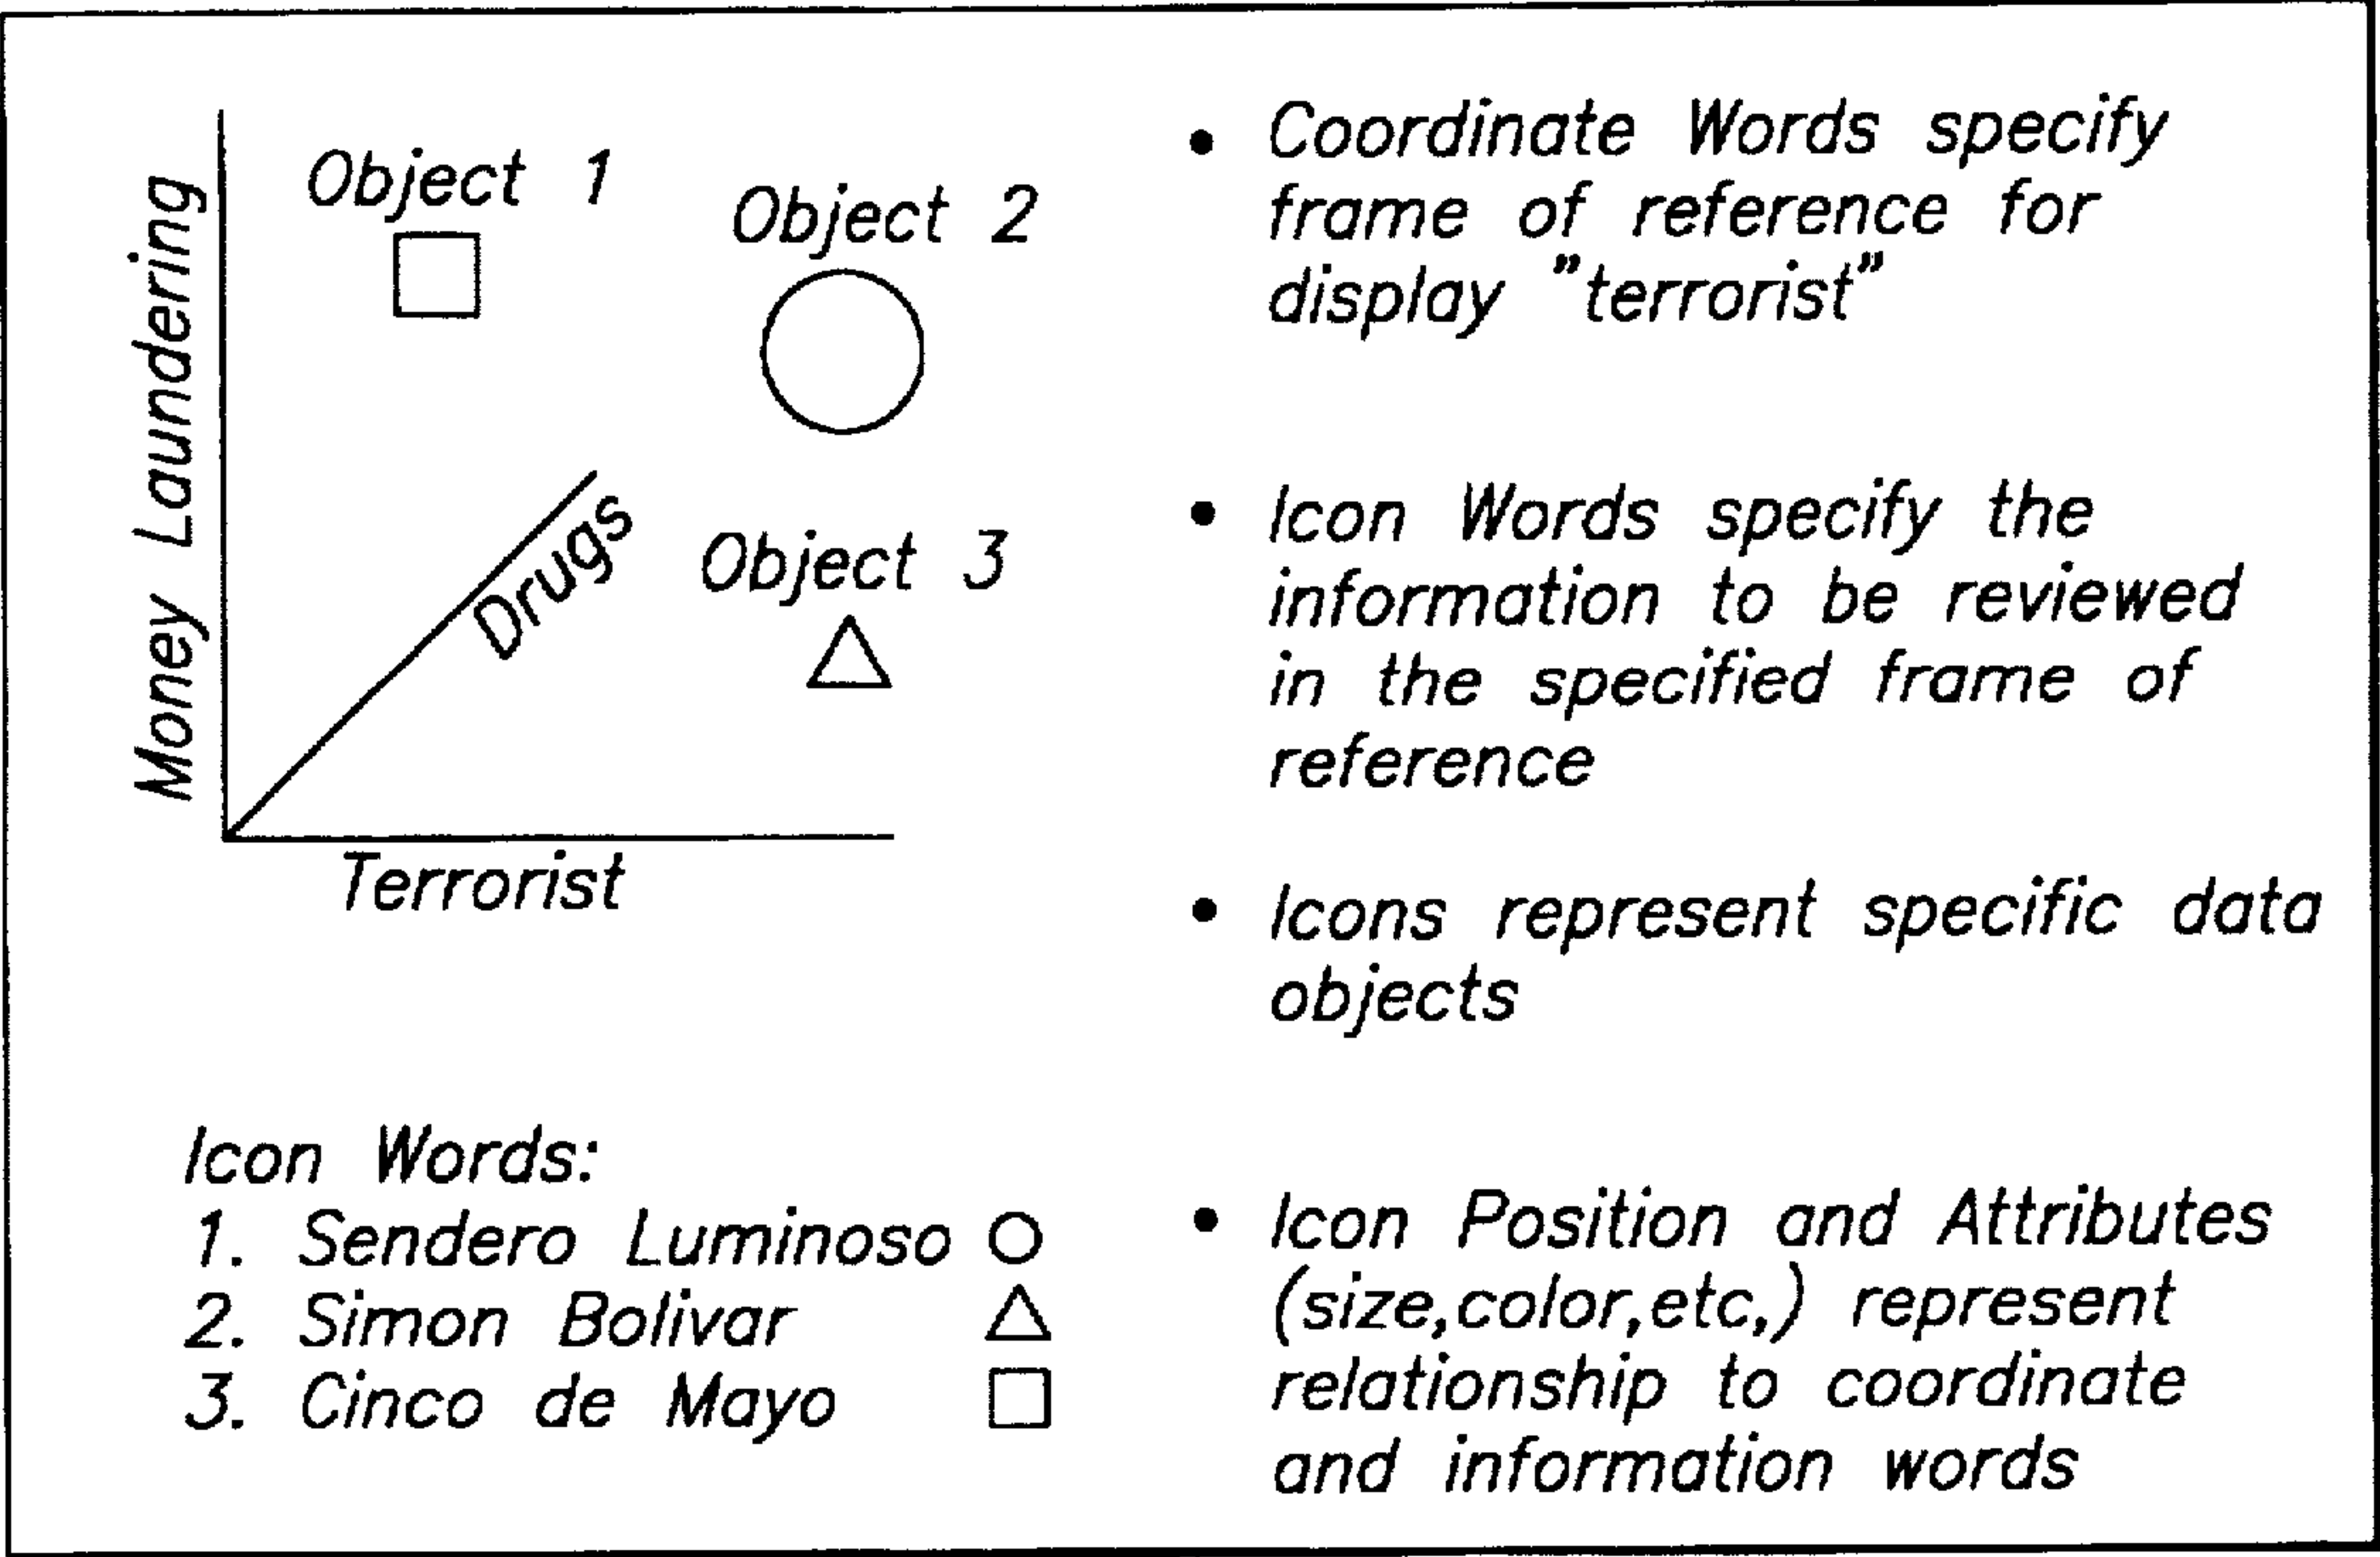 Money Laundering
Object 1
Object 2
Drugs
Object 3
Terrorist
Icon Words:
1. Sendero Luminoso
2. Simon Bolivar
3. Cinco de Mayo
• Coordinate Words specify
frame of reference for
display "terrorist"
• Icon Words specify the
information to be reviewed
in the specified frame of
reference
• Icons represent specific data
objects
• Icon Position and Attributes
(size,color,etc,) represent
relationship to coordinate
and information words